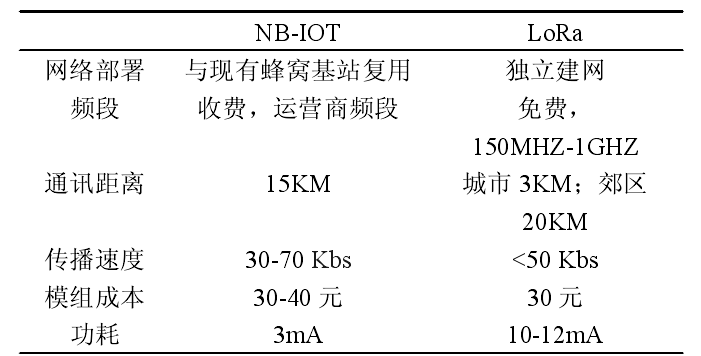 NB-IOT LoRa
网络部署 与现有蜂窝基站复用 独立建网
频段 收费，运营商频段 免费，
150MHZ-1GHZ
通讯距离 15KM 城市 3KM；郊区
20KM
传播速度 30-70 Kbs <50 Kbs
模组成本 30-40 元 30 元
功耗 3mA 10-12mA